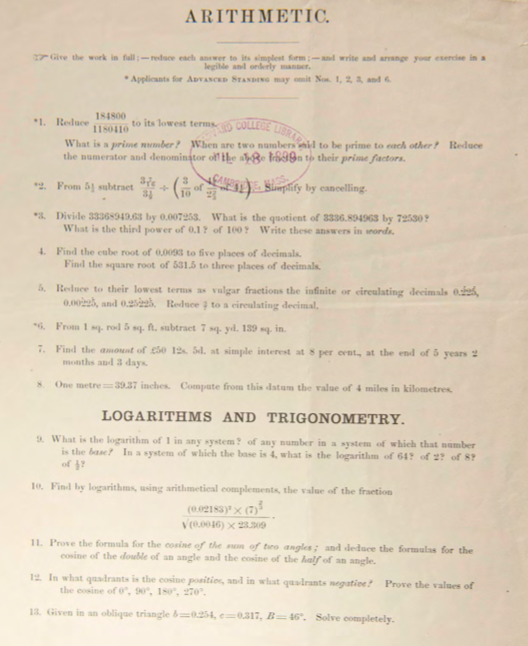 ARITHMETIC.
☞ Give the work in full; — reduce each answer to its simplest form; — and write and arrange your exercise in a
legible and orderly manner.
* Applicants for ADVANCED STANDING may omit Nos. 1, 2, 3, and 6.
*1. Reduce 184800/1180410 to its lowest terms.
What is a prime number? When are two numbers said to be prime to each other? Reduce
the numerator and denominator of the above fraction to their prime factors.
HARVARD COLLEGE LIBRARY
CAMBRIDGE, MASS.
*2. From 5½ subtract ÷ (3/10 of Simplify by cancelling.
*3. Divide 33368949.63 by 0.007253. What is the quotient of 3336.894963 by 72530?
What is the third power of 0.1? of 100? Write these answers in words.
4. Find the cube root of 0.0093 to five places of decimals.
Find the square root of 531.5 to three places of decimals.
5. Reduce to their lowest terms as vulgar fractions the infinite or circulating decimals 0.225,
0.00225, and 0.25225. Reduce to a circulating decimal.
*6. From 1 sq. rod 5 sq. ft. subtract 7 sq. yd. 139 sq. in.
7. Find the amount of £50 12s. 5d. at simple interest at 8 per cent., at the end of 5 years 2
months and 3 days.
8. One metre = 39.37 inches. Compute from this datum the value of 4 miles in kilometres.
LOGARITHMS AND TRIGONOMETRY.
9. What is the logarithm of 1 in any system? of any number in a system of which that number
is the base? In a system of which the base is 4, what is the logarithm of 64? of 2? of 8?
of ½?
10. Find by logarithms, using arithmetical complements, the value of the fraction
(0.02183)² × (7)^
√(0.0046) × 23.309
11. Prove the formula for the cosine of the sum of two angles; and deduce the formulas for the
cosine of the double of an angle and the cosine of the half of an angle.
12. In what quadrants is the cosine positive, and in what quadrants negative? Prove the values of
the cosine of 0°, 90°, 180°, 270°.
13. Given in an oblique triangle b = 0.254, c = 0.317, B = 46°. Solve completely.